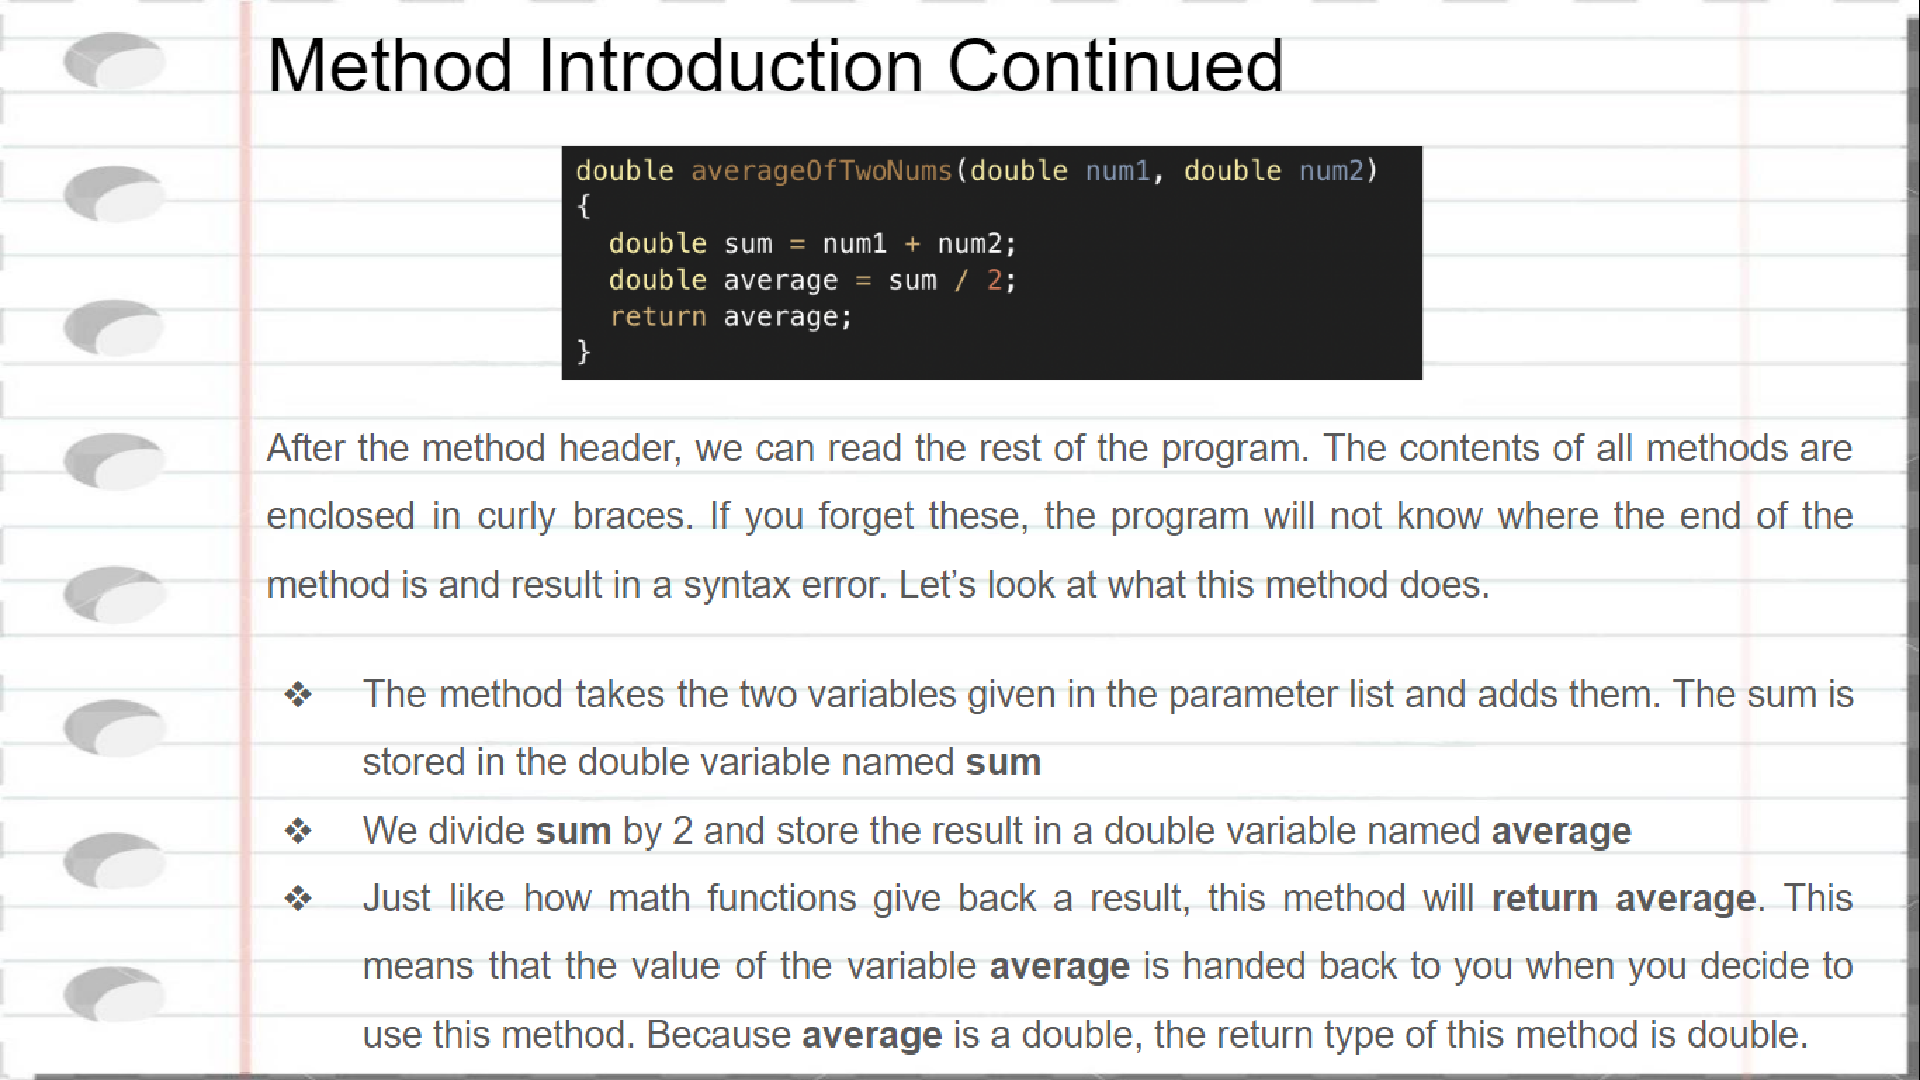 Method Introduction Continued
double averageOfTwoNums(double num1, double num2)
{
  double sum = num1 + num2;
  double average = sum / 2;
  return average;
}
After the method header, we can read the rest of the program. The contents of all methods are
enclosed in curly braces. If you forget these, the program will not know where the end of the
method is and result in a syntax error. Let’s look at what this method does.
❖ The method takes the two variables given in the parameter list and adds them. The sum is
stored in the double variable named sum
❖ We divide sum by 2 and store the result in a double variable named average
❖ Just like how math functions give back a result, this method will return average. This
means that the value of the variable average is handed back to you when you decide to
use this method. Because average is a double, the return type of this method is double.